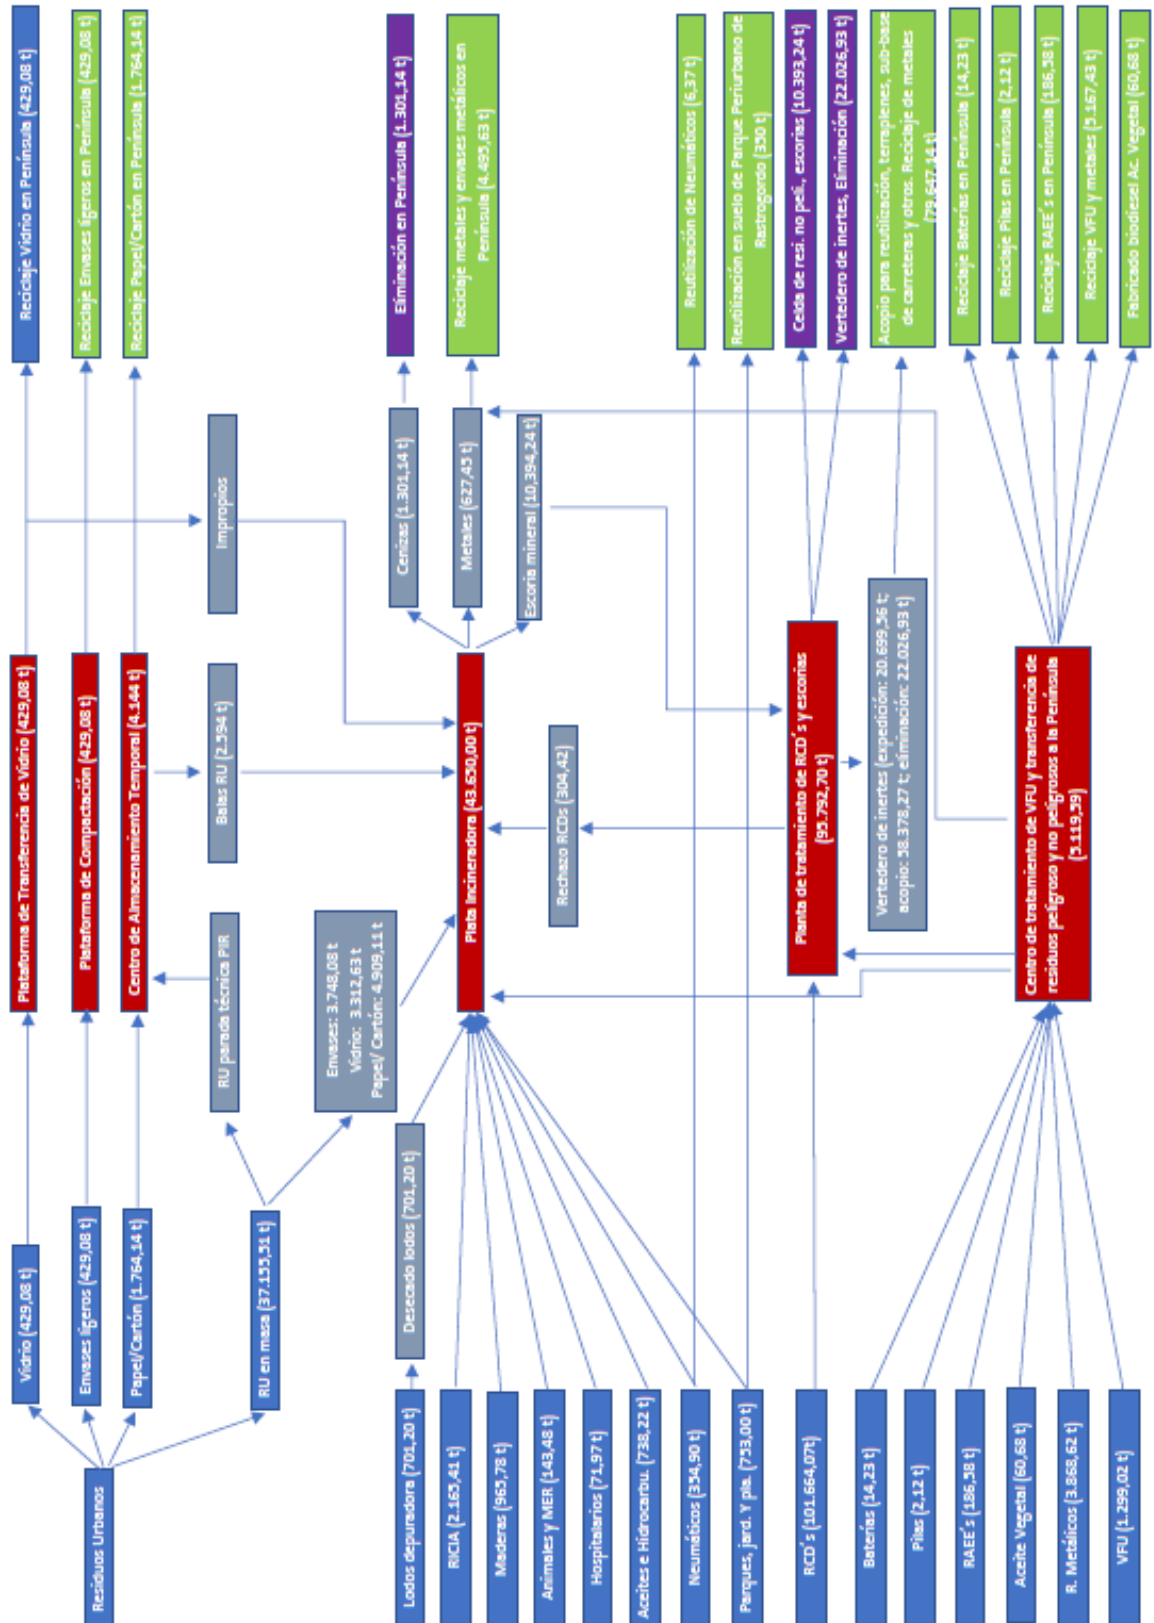 Residuos Urbanos
Vidrio (429,08 t)
Envases ligeros (429,08 t)
Papel/Cartón (1.764,14 t)
RU en masa (37.155,51 t)
Plataforma de Transferencia de Vidrio (429,08 t)
Plataforma de Compactación (429,08 t)
Centro de Almacenamiento Temporal (4.144 t)
RU parada técnica PIR
Balas RU (2.594 t)
Impropios
Reciclaje Vidrio en Península (429,08 t)
Reciclaje Envases ligeros en Península (429,08 t)
Reciclaje Papel/Cartón en Península (1.764,14 t)
Envases: 3.748,08 t
Vidrio: 3.312,63 t
Papel/ Cartón: 4.909,11 t
Lodos depuradora (701,20 t)
Desecado lodos (701,20 t)
RICIA (2.165,41 t)
Maderas (965,78 t)
Animales y MER (143,48 t)
Hospitalarios (71,97 t)
Aceites e Hidrocarbu. (738,22 t)
Neumáticos (354,90 t)
Parques, jard. Y pla. (753,00 t)
Plata Incineradora (43.650,00 t)
Cenizas (1.301,14 t)
Metales (627,45 t)
Escoria mineral (10,394,24 t)
Eliminación en Península (1.301,14 t)
Reciclaje metales y envases metálicos en
Península (4.495,63 t)
Rechazo RCDs (304,42)
Reutilización de Neumáticos (6,37 t)
Reutilización en suelo de Parque Periurbano de
Rastrogordo (350 t)
RCD´s (101.664,07t)
Planta de tratamiento de RCD´s y escorias
(95.792,70 t)
Vertedero de inertes (expedición: 20.699,56 t;
acopio: 58.378,27 t; eliminación: 22.026,93 t)
Celda de resi. no peli., escorias (10.393,24 t)
Vertedero de inertes, Eliminación (22.026,93 t)
Acopio para reutilización, terraplenes, sub-base
de carreteras y otros. Reciclaje de metales
(79.647,14 t)
Baterías (14,23 t)
Pilas (2,12 t)
RAEE´s (186,58 t)
Aceite Vegetal (60,68 t)
R. Metálicos (3.868,62 t)
VFU (1.299,02 t)
Centro de tratamiento de VFU y transferencia de
residuos peligroso y no peligrosos a la Península
(5.119,59)
Reciclaje Baterías en Península (14,23 t)
Reciclaje Pilas en Península (2,12 t)
Reciclaje RAEE´s en Península (186,58 t)
Reciclaje VFU y metales (5.167,43 t)
Fabricado biodiesel Ac. Vegetal (60,68 t)